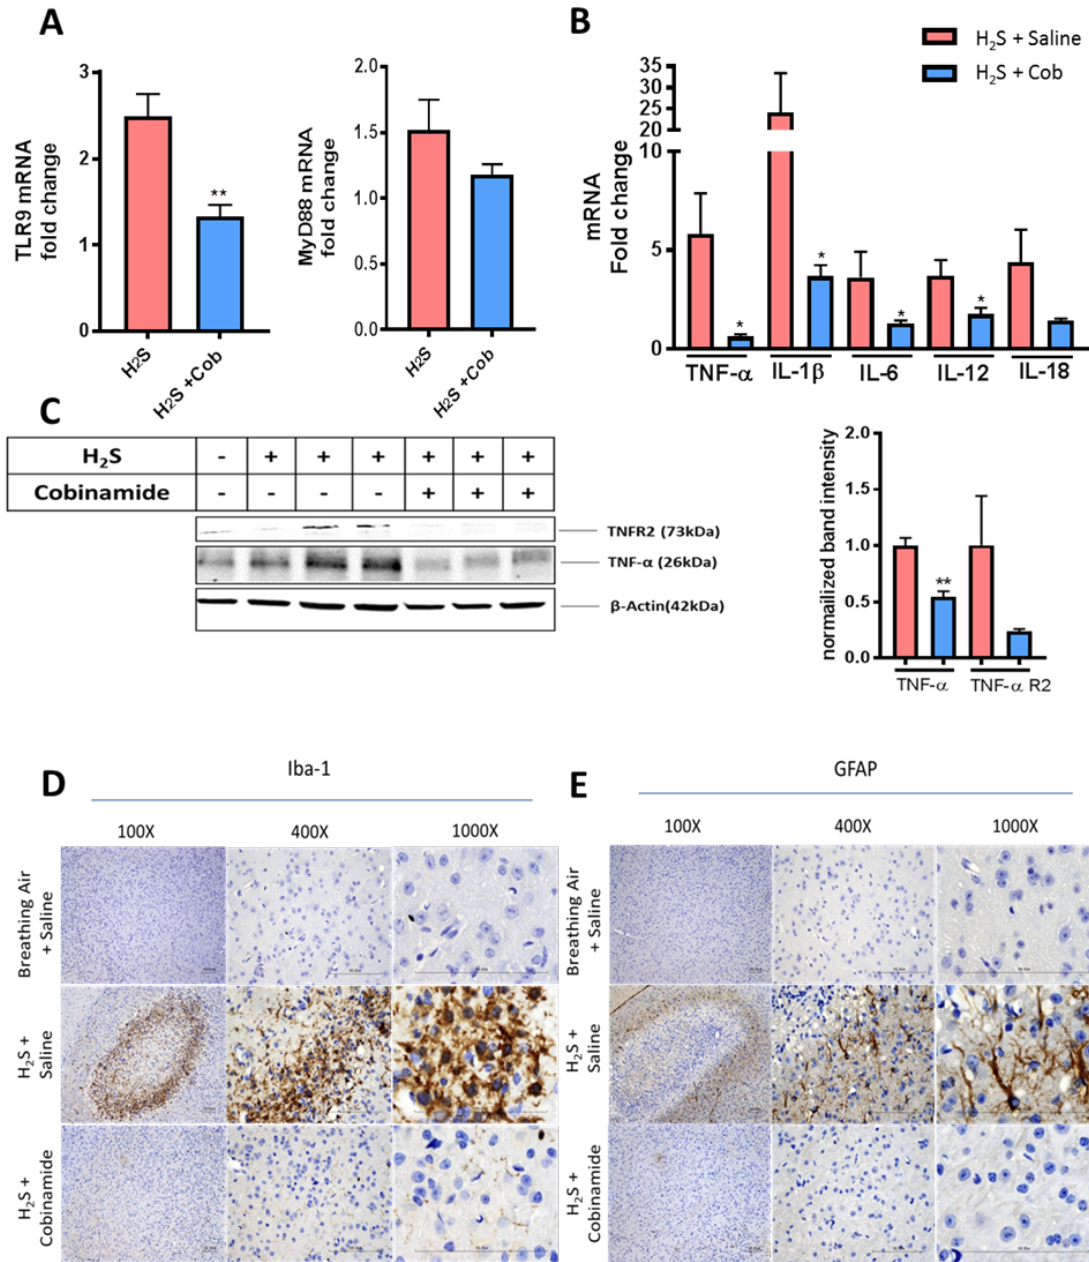 A
TLR9 mRNA
fold change
3
2
1
0
**
H2S
H2S +Cob
MyD88 mRNA
fold change
2.0
1.5
1.0
0.5
0.0
H2S
H2S +Cob
B
H₂S + Saline
H₂S + Cob
mRNA
Fold change
35
30
25
20
10
5
0
*
*
*
*
TNF-α IL-1β IL-6 IL-12 IL-18
C
H₂S - + + + + + +
Cobinamide - - - - + + +
TNFR2 (73kDa)
TNF-α (26kDa)
β-Actin(42kDa)
normailized band intensity
2.0
1.5
1.0
0.5
0.0
**
TNF-α TNF-α R2
D
Iba-1
100X 400X 1000X
Breathing Air
+ Saline
H₂S +
Saline
H₂S +
Cobinamide
E
GFAP
100X 400X 1000X
Breathing Air
+ Saline
H₂S +
Saline
H₂S +
Cobinamide